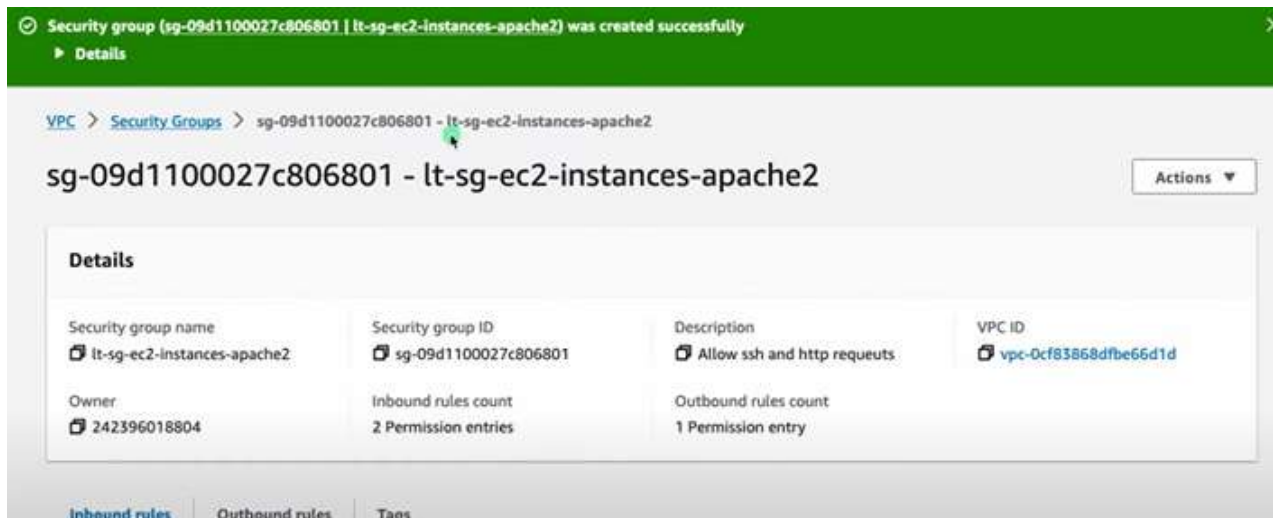 Security group (sg-09d1100027c806801 | lt-sg-ec2-instances-apache2) was created successfully
Details
VPC > Security Groups > sg-09d1100027c806801 - lt-sg-ec2-instances-apache2
sg-09d1100027c806801 - lt-sg-ec2-instances-apache2
Actions
Details
Security group name
lt-sg-ec2-instances-apache2
Security group ID
sg-09d1100027c806801
Description
Allow ssh and http requeuts
VPC ID
vpc-0cf83868dfbe66d1d
Owner
242396018804
Inbound rules count
2 Permission entries
Outbound rules count
1 Permission entry
Inbound rules
Outbound rules
Tags